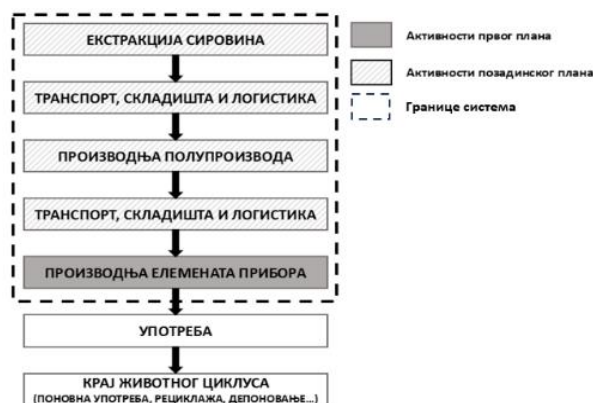 ЕКСТРАКЦИЈА СИРОВИНА
ТРАНСПОРТ, СКЛАДИШТА И ЛОГИСТИКА
ПРОИЗВОДЊА ПОЛУПРОИЗВОДА
ТРАНСПОРТ, СКЛАДИШТА И ЛОГИСТИКА
ПРОИЗВОДЊА ЕЛЕМЕНАТА ПРИБОРА
УПОТРЕБА
КРАЈ ЖИВОТНОГ ЦИКЛУСА
(ПОНОВНА УПОТРЕБА, РЕЦИКЛАЖА, ДЕПОНОВАЊЕ...)
Активности првог плана
Активности позадинског плана
Границе система